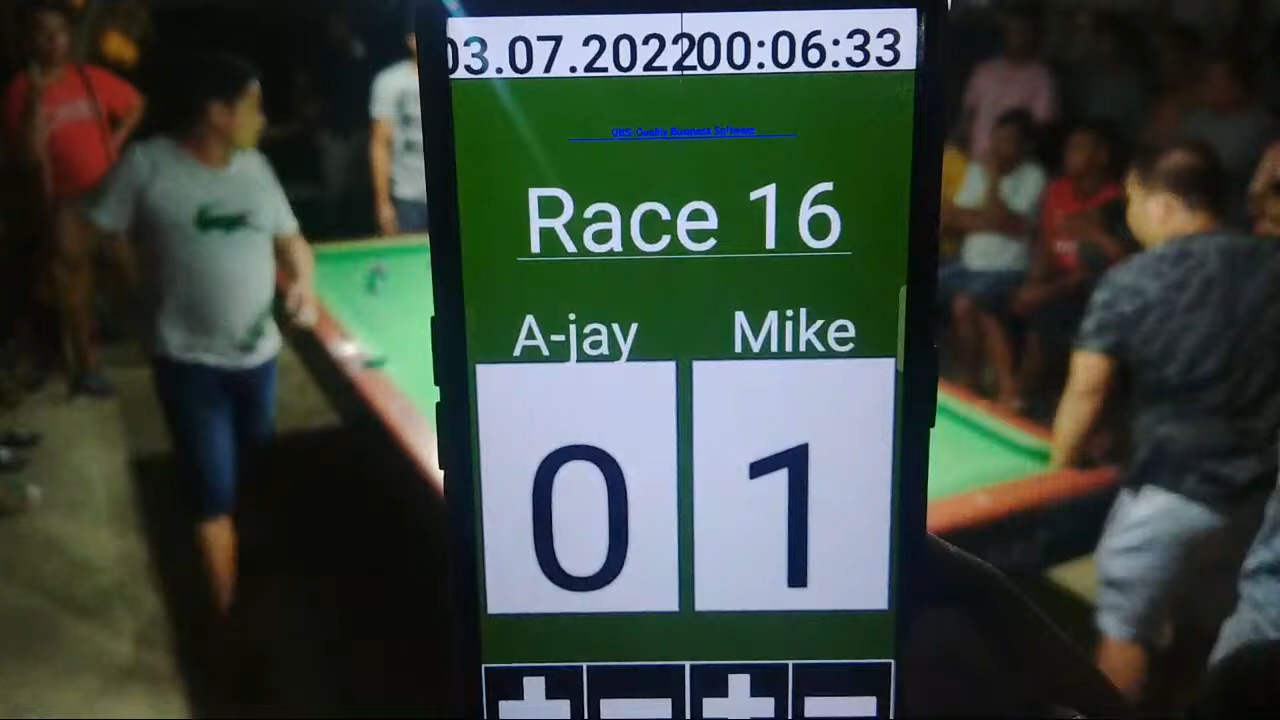 03.07.2022 00:06:33
QBS Quality Business Software
Race 16
A-jay Mike
0 1
+ - + -